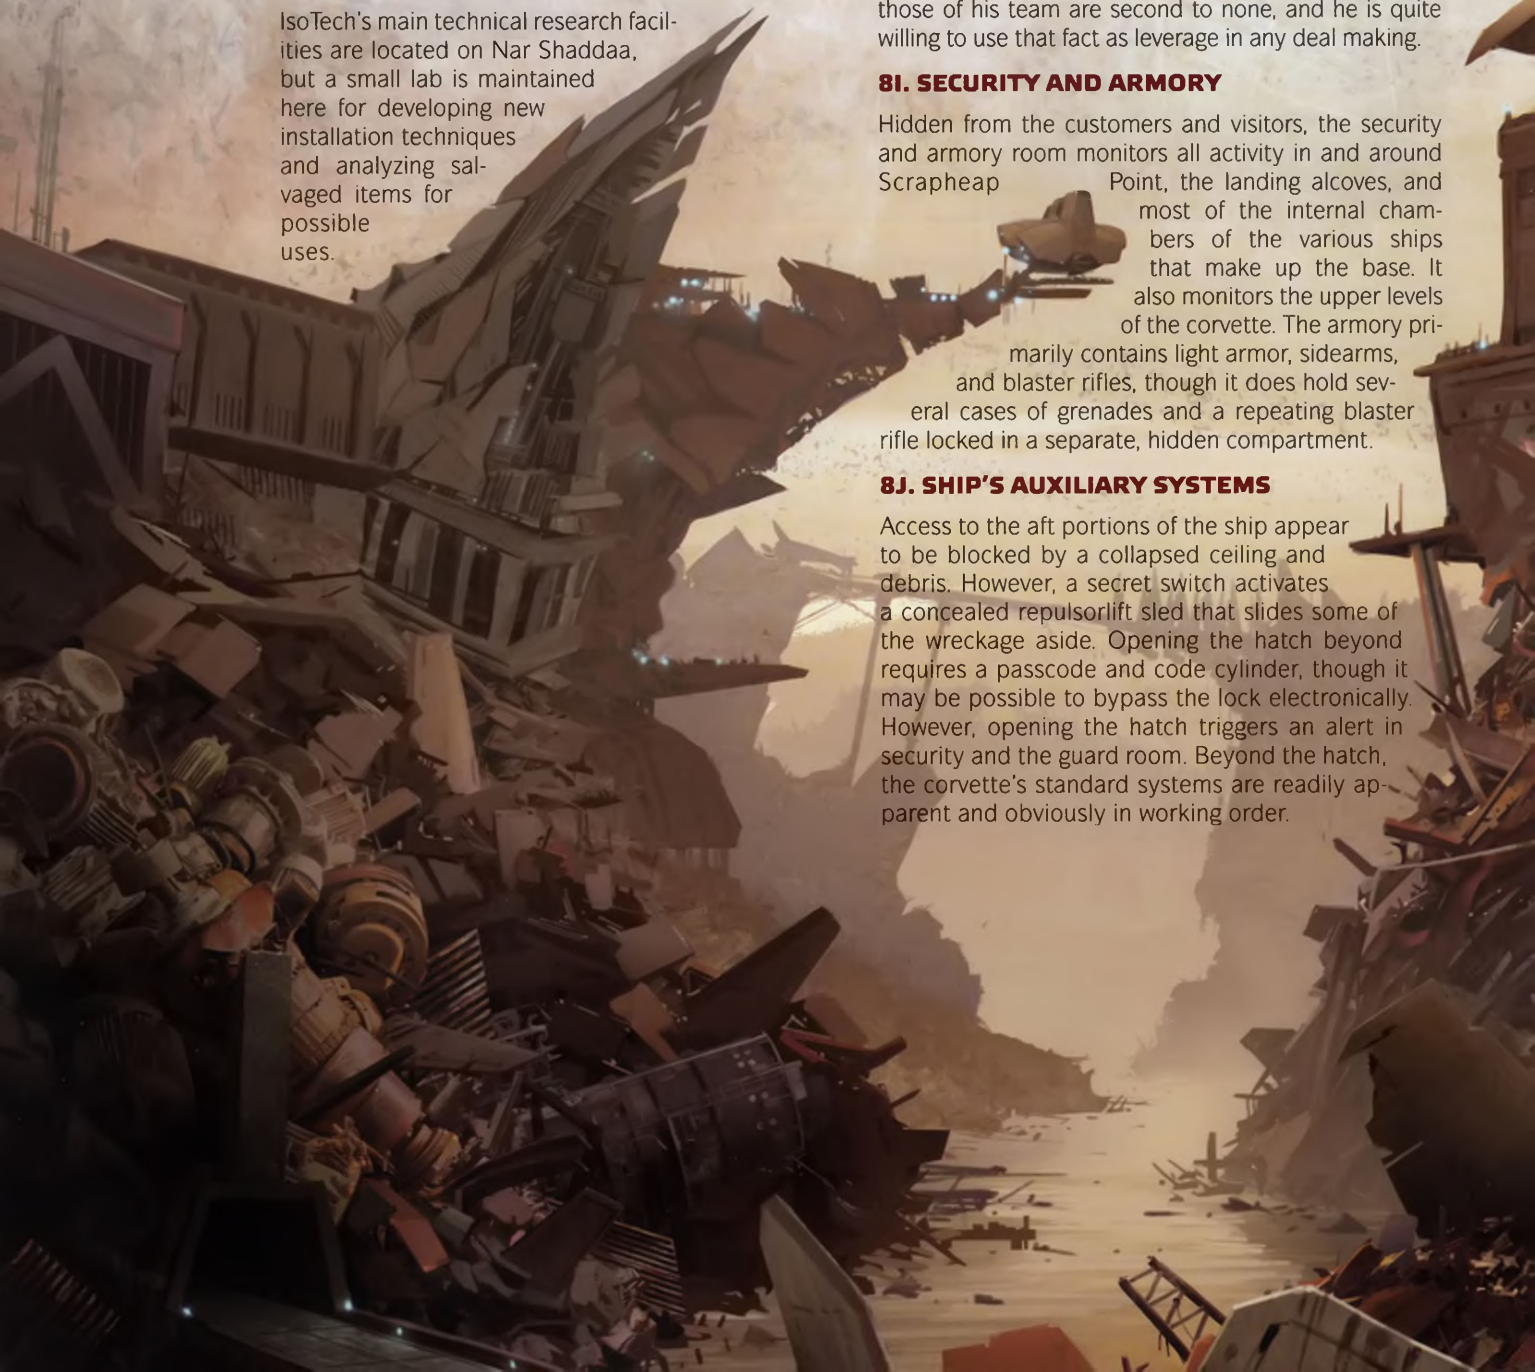 IsoTech's main technical research facil-
ities are located on Nar Shaddaa,
but a small lab is maintained
here for developing new
installation techniques
and analyzing sal-
vaged items for
possible
uses.
those of his team are second to none, and he is quite
willing to use that fact as leverage in any deal making.
8I. SECURITY AND ARMORY
Hidden from the customers and visitors, the security
and armory room monitors all activity in and around
Scrapheap Point, the landing alcoves, and
most of the internal cham-
bers of the various ships
that make up the base. It
also monitors the upper levels
of the corvette. The armory pri-
marily contains light armor, sidearms,
and blaster rifles, though it does hold sev-
eral cases of grenades and a repeating blaster
rifle locked in a separate, hidden compartment.
8J. SHIP'S AUXILIARY SYSTEMS
Access to the aft portions of the ship appear
to be blocked by a collapsed ceiling and
debris. However, a secret switch activates
a concealed repulsorlift sled that slides some of
the wreckage aside. Opening the hatch beyond
requires a passcode and code cylinder, though it
may be possible to bypass the lock electronically.
However, opening the hatch triggers an alert in
security and the guard room. Beyond the hatch,
the corvette's standard systems are readily ap-
parent and obviously in working order.